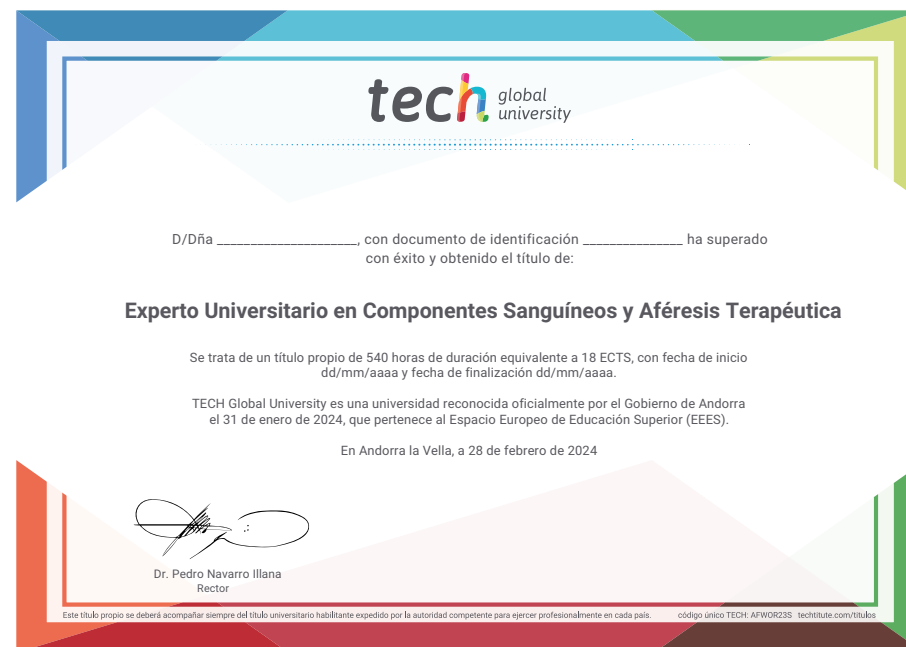 tech global university
D/Dña _____________________, con documento de identificación _______________ ha superado
con éxito y obtenido el título de:
Experto Universitario en Componentes Sanguíneos y Aféresis Terapéutica
Se trata de un título propio de 540 horas de duración equivalente a 18 ECTS, con fecha de inicio
dd/mm/aaaa y fecha de finalización dd/mm/aaaa.
TECH Global University es una universidad reconocida oficialmente por el Gobierno de Andorra
el 31 de enero de 2024, que pertenece al Espacio Europeo de Educación Superior (EEES).
En Andorra la Vella, a 28 de febrero de 2024
Dr. Pedro Navarro Illana
Rector
Este título propio se deberá acompañar siempre del título universitario habilitante expedido por la autoridad competente para ejercer profesionalmente en cada país. código único TECH: AFWOR23S techtitute.com/titulos